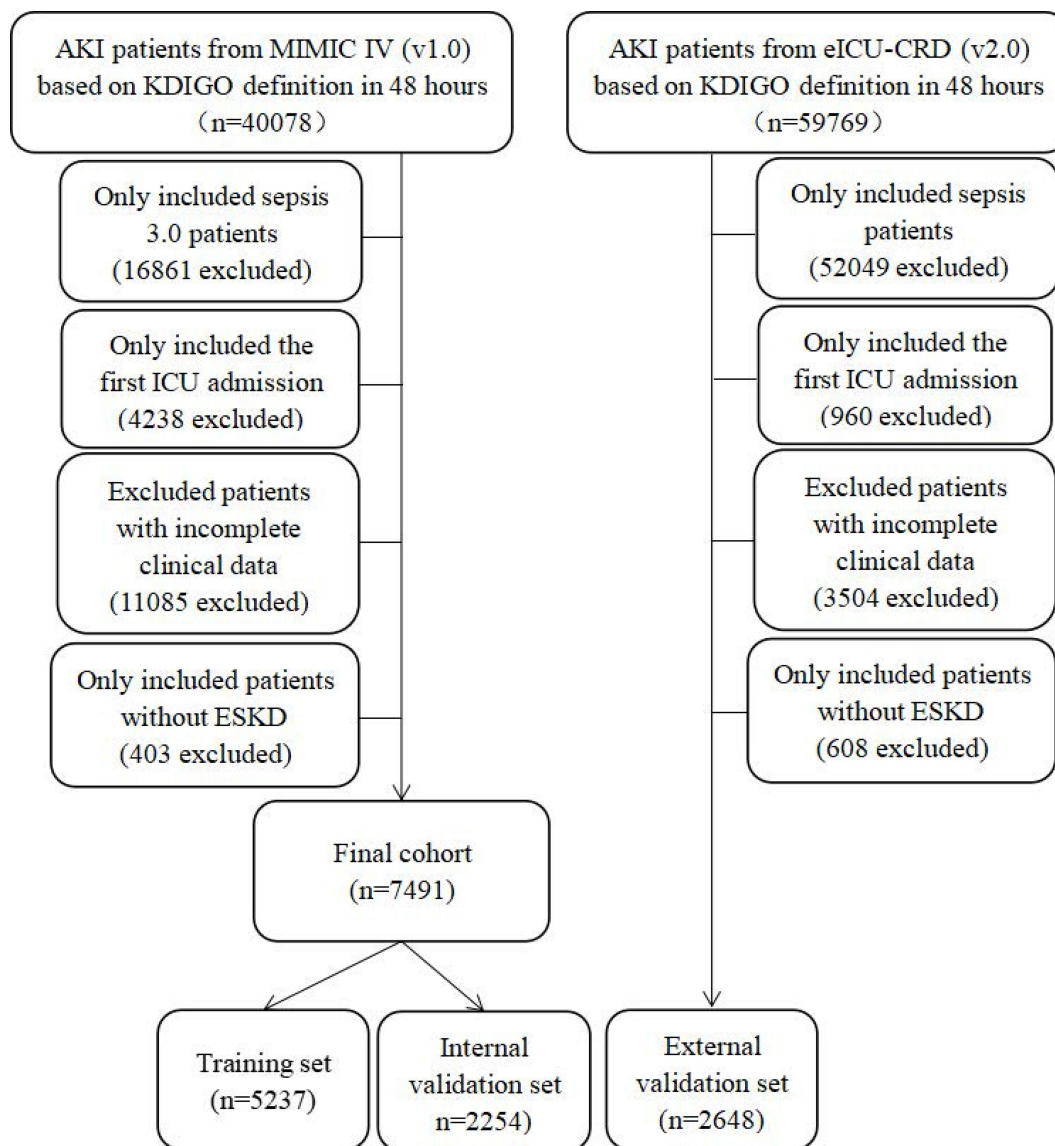 AKI patients from MIMIC IV (v1.0)
based on KDIGO definition in 48 hours
（n=40078）
Only included sepsis
3.0 patients
(16861 excluded)
Only included the
first ICU admission
(4238 excluded)
Excluded patients
with incomplete
clinical data
(11085 excluded)
Only included patients
without ESKD
(403 excluded)
Final cohort
(n=7491)
Training set
(n=5237)
Internal
validation set
n=2254)
AKI patients from eICU-CRD (v2.0)
based on KDIGO definition in 48 hours
（n=59769）
Only included sepsis
patients
(52049 excluded)
Only included the
first ICU admission
(960 excluded)
Excluded patients
with incomplete
clinical data
(3504 excluded)
Only included patients
without ESKD
(608 excluded)
External
validation set
(n=2648)